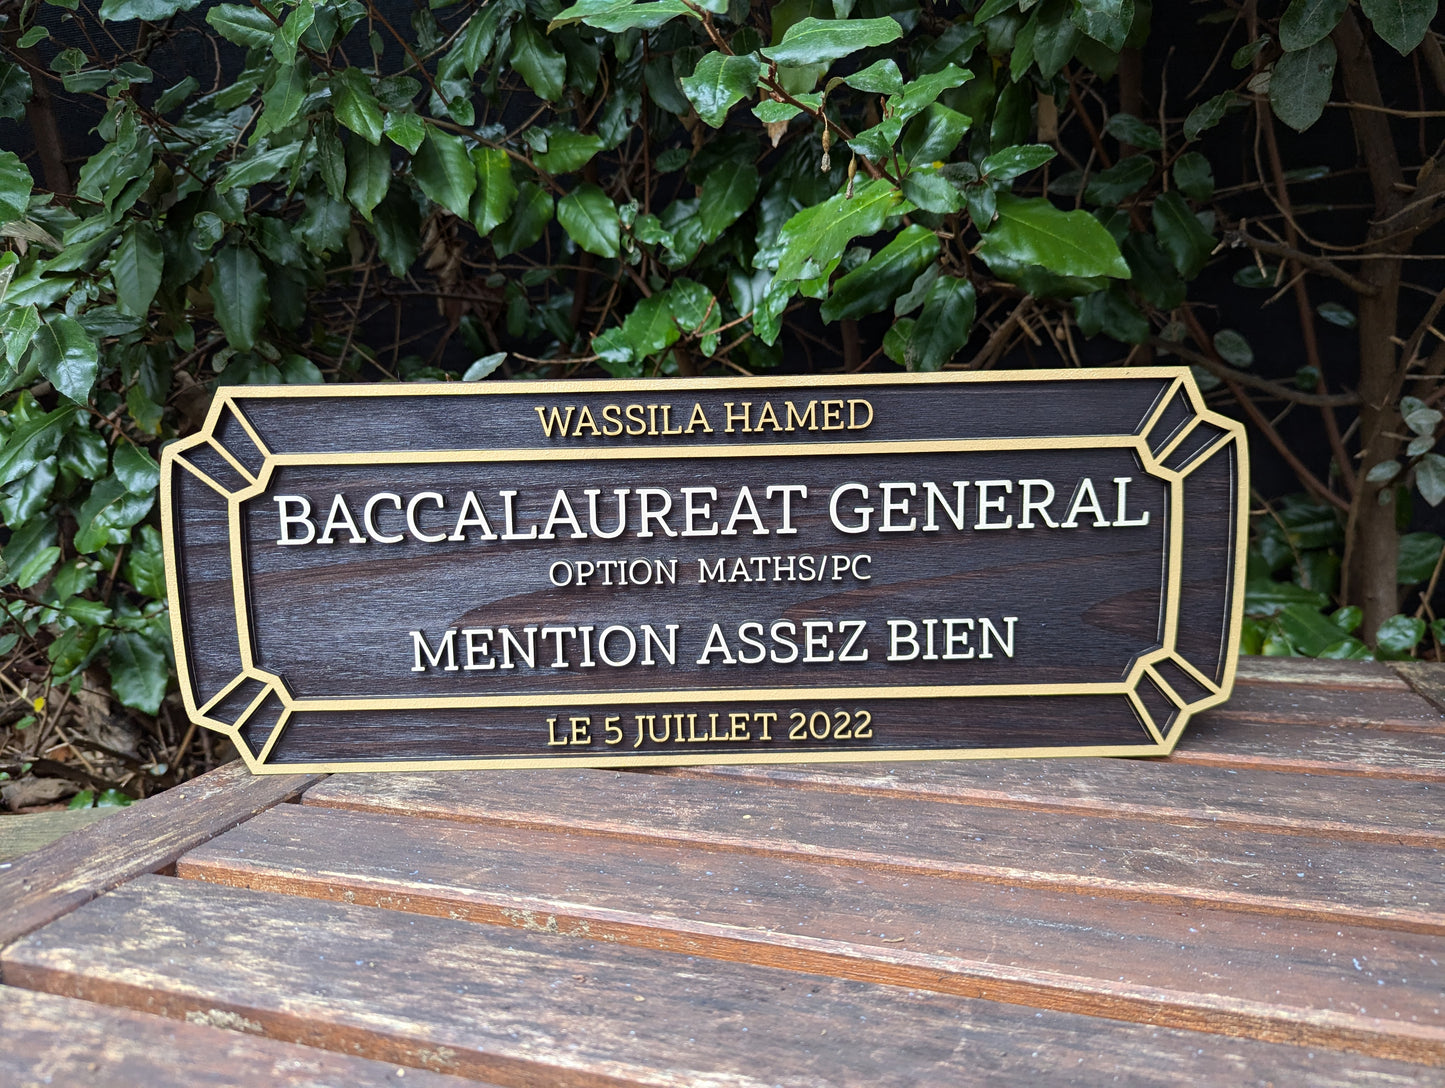 WASSILA HAMED
BACCALAUREAT GENERAL
OPTION MATHS/PC
MENTION ASSEZ BIEN
LE 5 JUILLET 2022